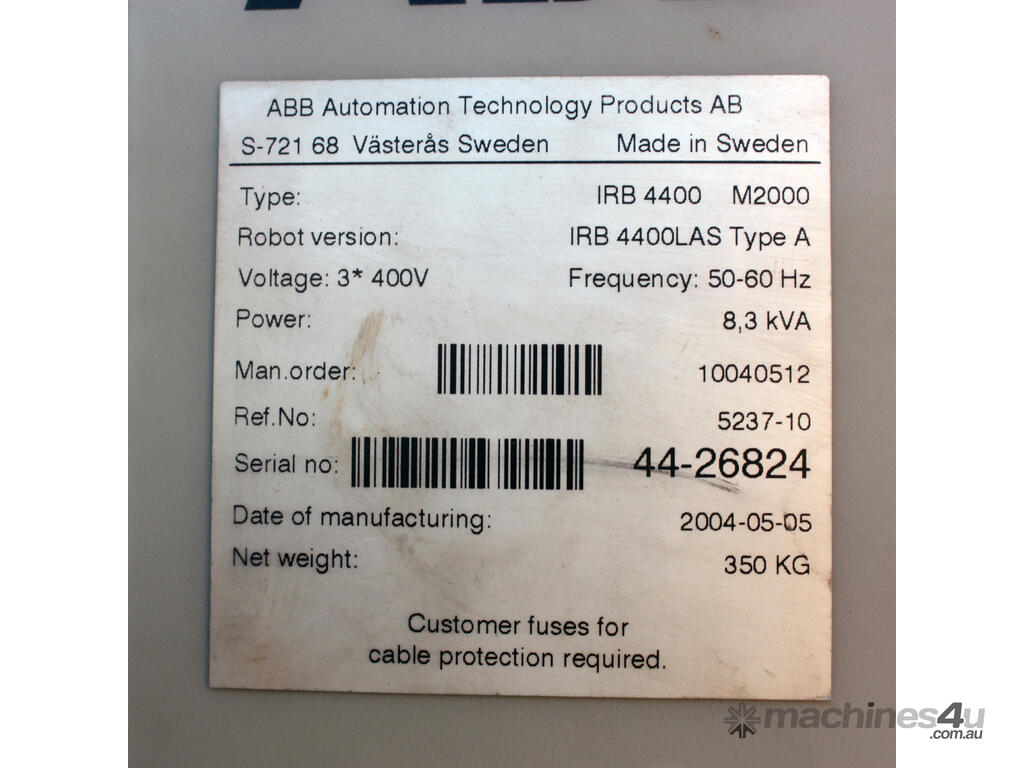 ABB Automation Technology Products AB
S-721 68 Västerås Sweden Made in Sweden
Type: IRB 4400 M2000
Robot version: IRB 4400LAS Type A
Voltage: 3* 400V Frequency: 50-60 Hz
Power: 8,3 kVA
Man.order: 10040512
Ref.No: 5237-10
Serial no: 44-26824
Date of manufacturing: 2004-05-05
Net weight: 350 KG
Customer fuses for
cable protection required.
machines4u
.com.au